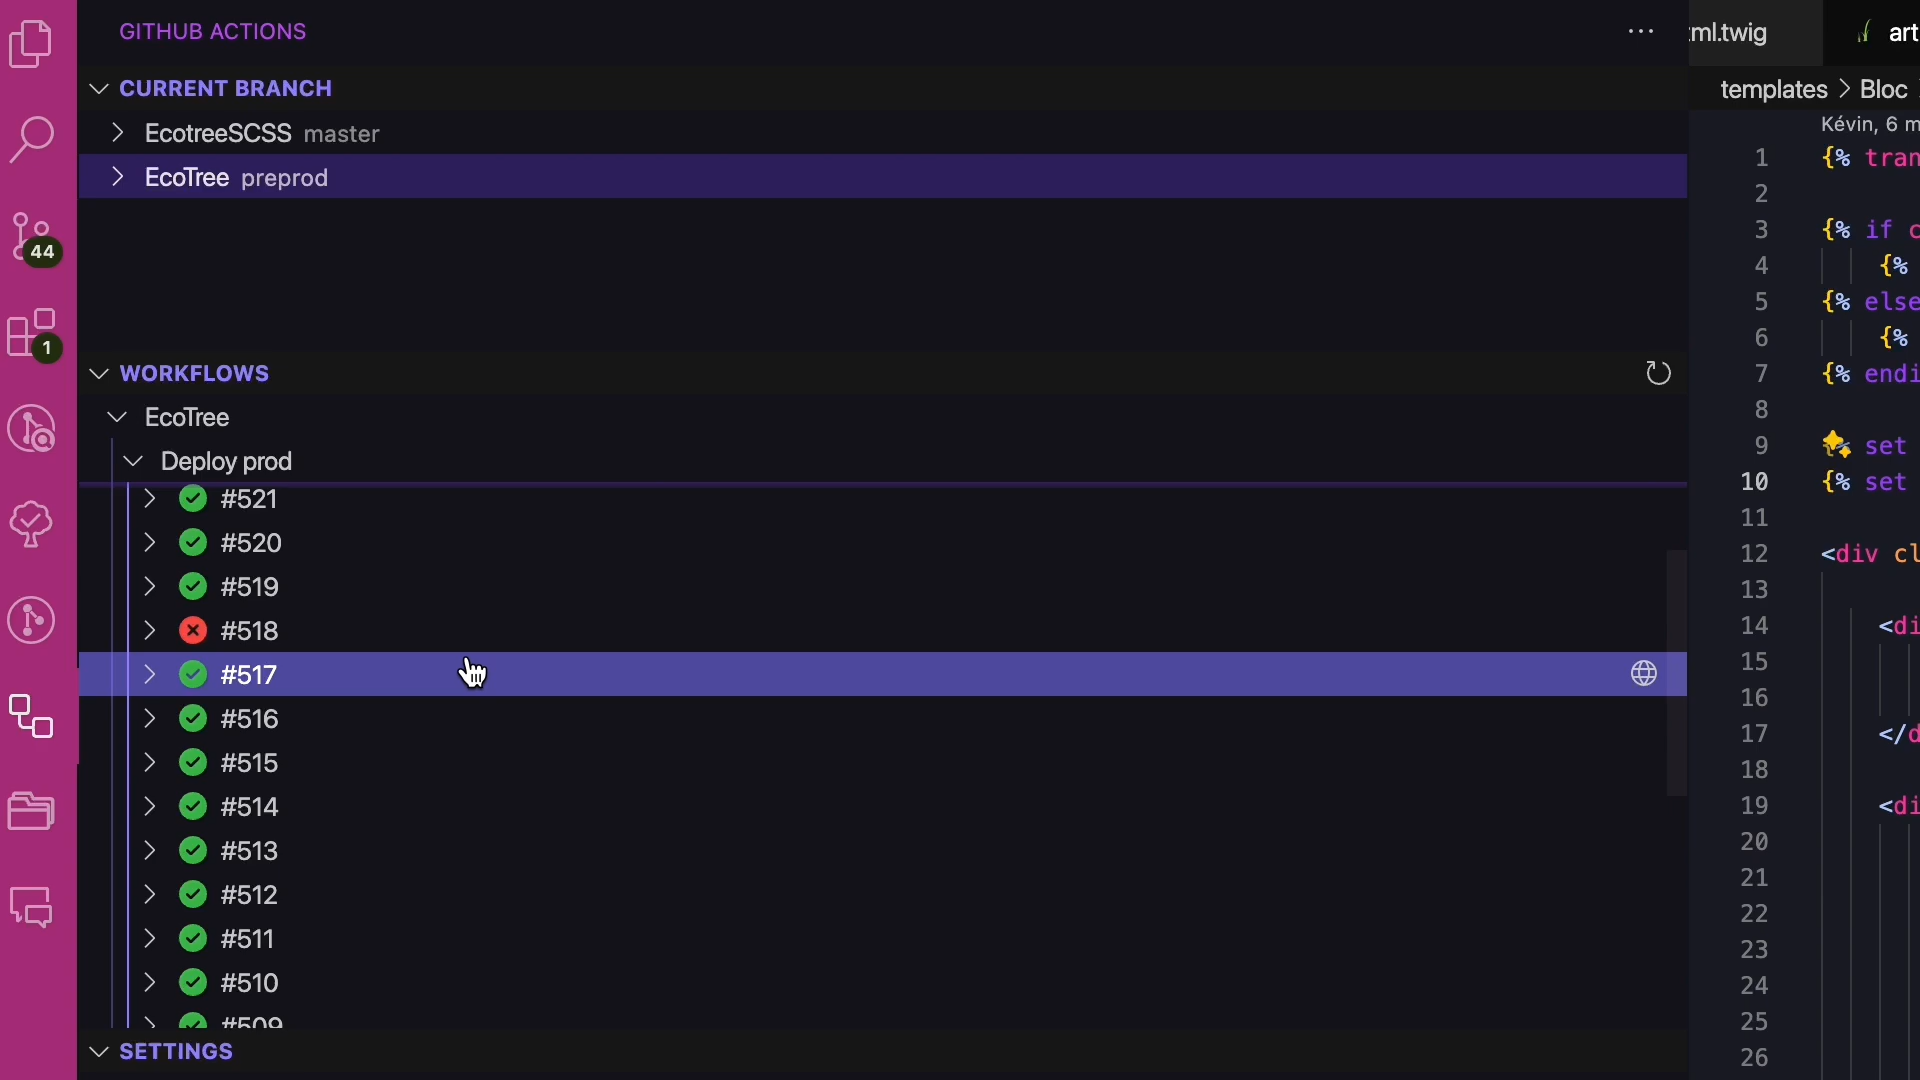 GITHUB ACTIONS
CURRENT BRANCH
EcotreeSCSS master
EcoTree preprod
44
1
WORKFLOWS
EcoTree
Deploy prod
#521
#520
#519
#518
#517
#516
#515
#514
#513
#512
#511
#510
#509
SETTINGS
ml.twig
art
templates > Bloc
Kévin, 6 m
1 {% tran
2
3 {% if c
4 {%
5 {% else
6 {%
7 {% endi
8
9 {% set
10 {% set
11
12 <div cl
13
14 <di
15
16
17 </d
18
19 <di
20
21
22
23
24
25
26